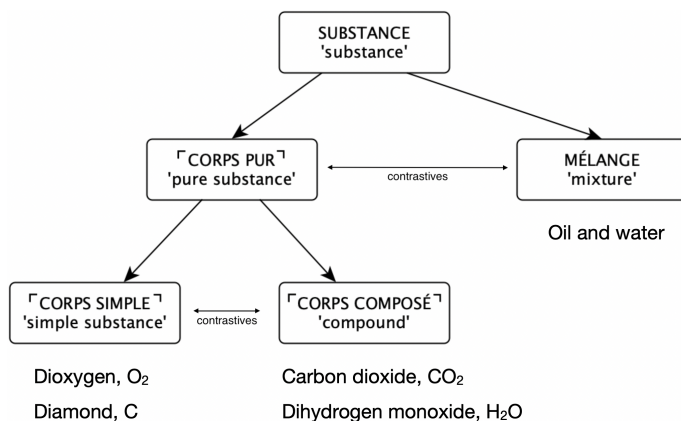 SUBSTANCE
'substance'
⌜CORPS PUR⌝
'pure substance'
contrastives
MÉLANGE
'mixture'
Oil and water
⌜CORPS SIMPLE⌝
'simple substance'
contrastives
⌜CORPS COMPOSÉ⌝
'compound'
Dioxygen, O₂
Carbon dioxide, CO₂
Diamond, C
Dihydrogen monoxide, H₂O